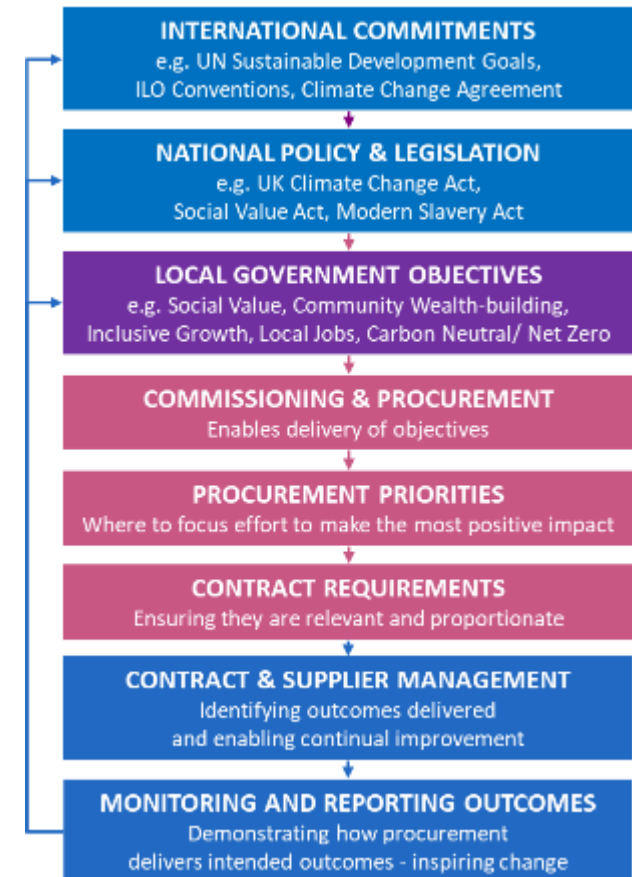 INTERNATIONAL COMMITMENTS
e.g. UN Sustainable Development Goals,
ILO Conventions, Climate Change Agreement
NATIONAL POLICY & LEGISLATION
e.g. UK Climate Change Act,
Social Value Act, Modern Slavery Act
LOCAL GOVERNMENT OBJECTIVES
e.g. Social Value, Community Wealth-building,
Inclusive Growth, Local Jobs, Carbon Neutral/ Net Zero
COMMISSIONING & PROCUREMENT
Enables delivery of objectives
PROCUREMENT PRIORITIES
Where to focus effort to make the most positive impact
CONTRACT REQUIREMENTS
Ensuring they are relevant and proportionate
CONTRACT & SUPPLIER MANAGEMENT
Identifying outcomes delivered
and enabling continual improvement
MONITORING AND REPORTING OUTCOMES
Demonstrating how procurement
delivers intended outcomes - inspiring change